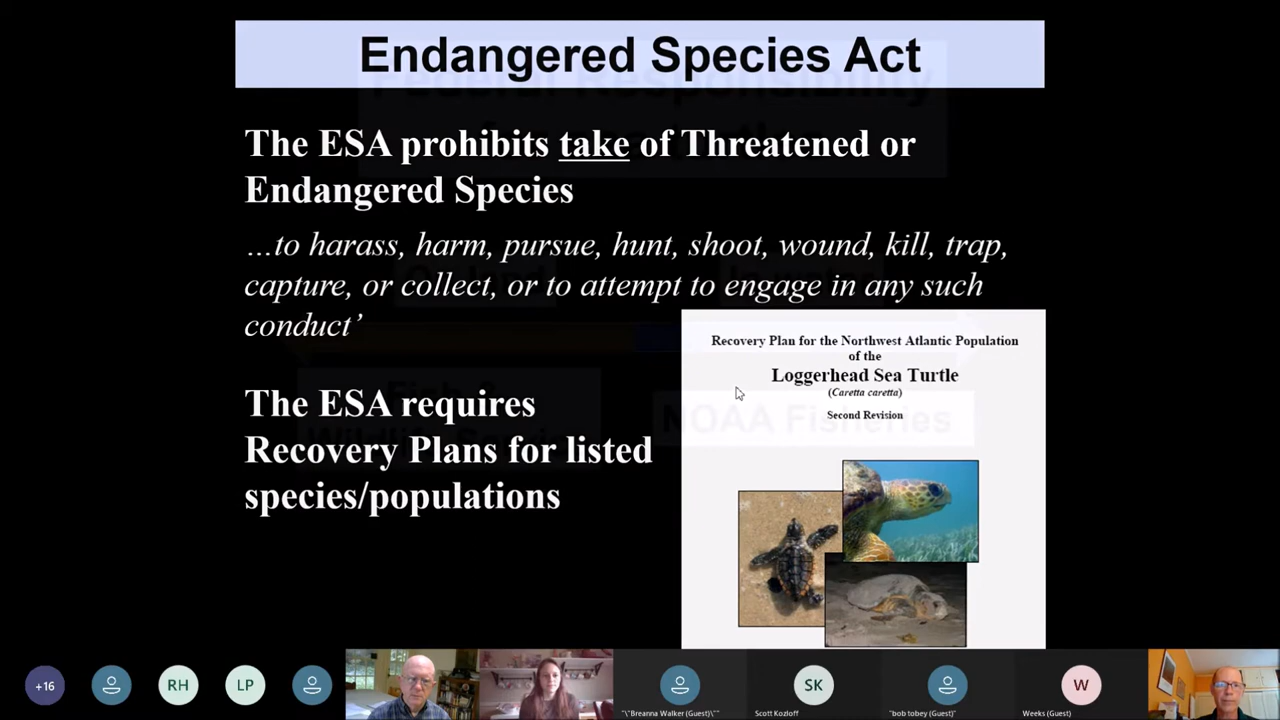 Endangered Species Act
The ESA prohibits take of Threatened or
Endangered Species
…to harass, harm, pursue, hunt, shoot, wound, kill, trap,
capture, or collect, or to attempt to engage in any such
conduct’
Recovery Plan for the Northwest Atlantic Population
of the
Loggerhead Sea Turtle
(Caretta caretta)
Second Revision
NOAA Fisheries
The ESA requires
Recovery Plans for listed
species/populations
+16
RH
LP
SK
W
"\"Breanna Walker (Guest)\""
Scott Kozloff
"bob tobey (Guest)"
Weeks (Guest)